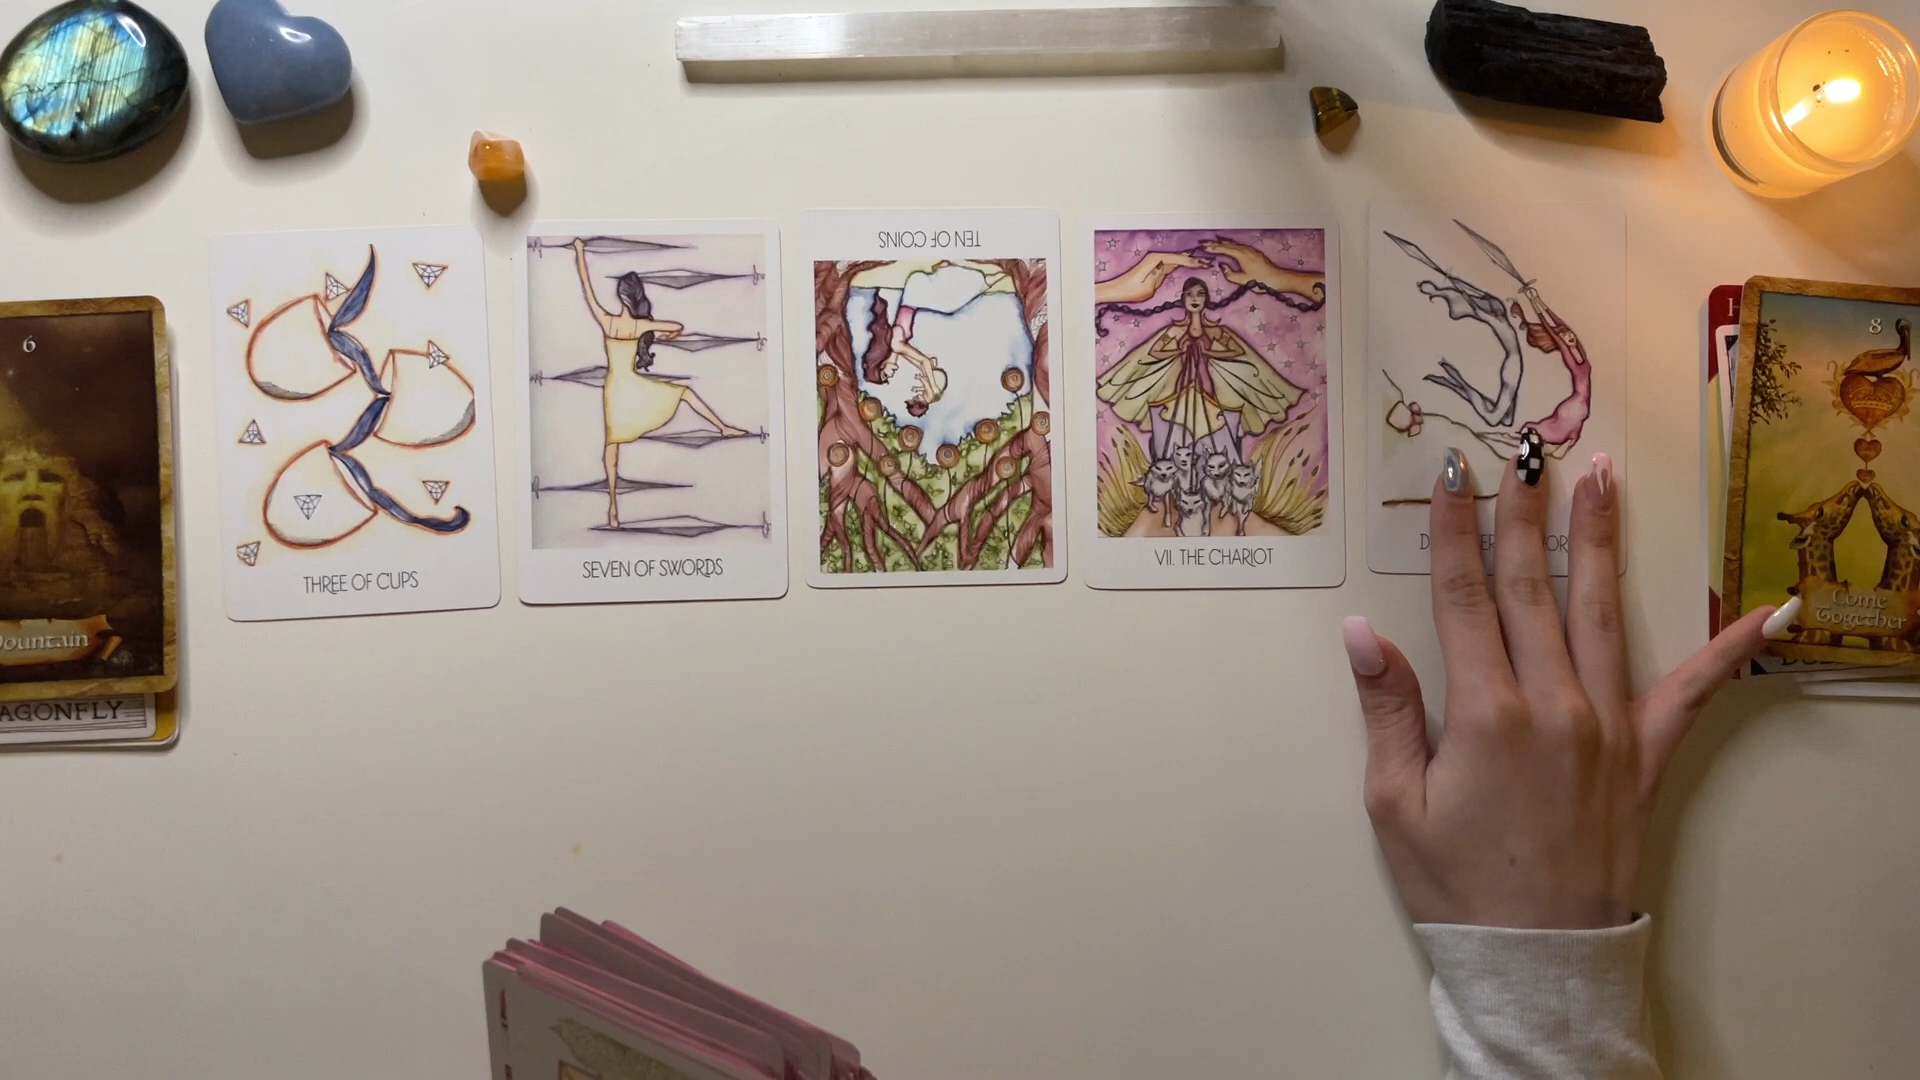 6
ountain
AGONFLY
THREE OF CUPS
SEVEN OF SWORDS
TEN OF COINS
VII. THE CHARIOT
8
Come
Together